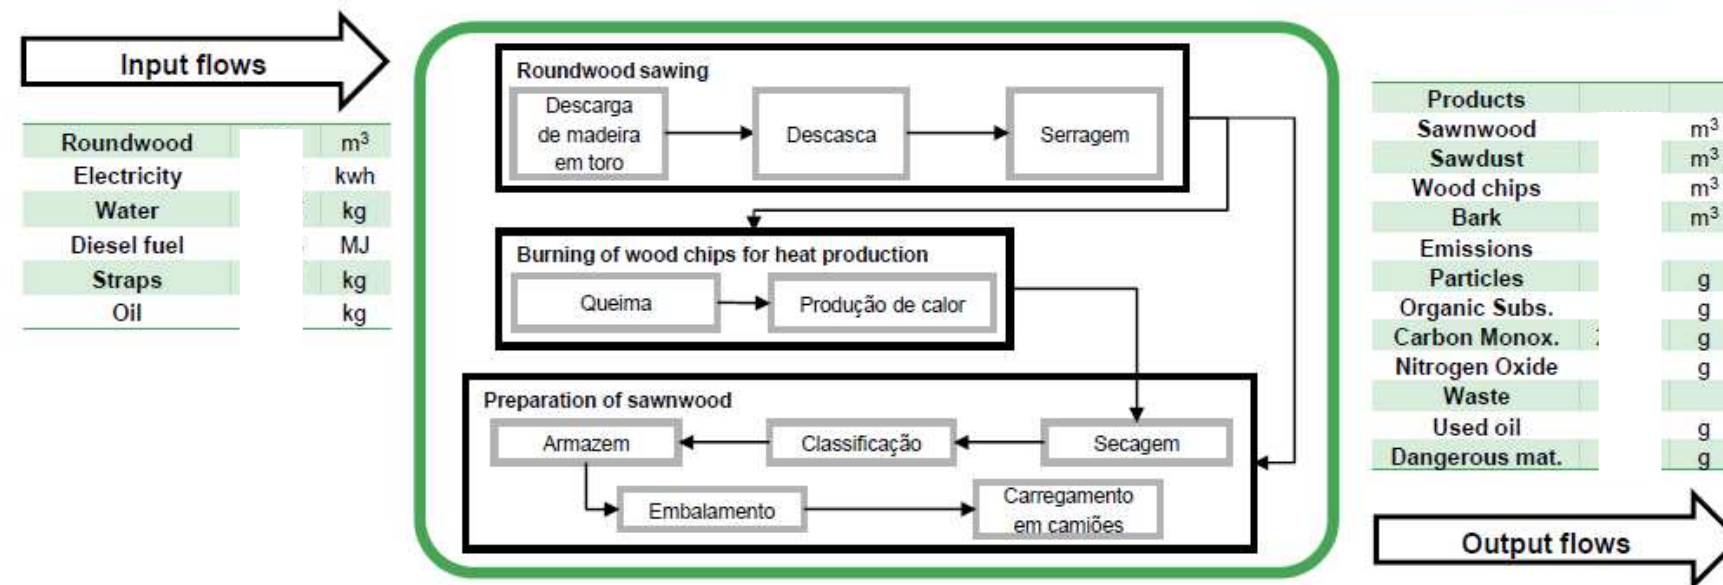 Input flows
Roundwood m³
Electricity kwh
Water kg
Diesel fuel MJ
Straps kg
Oil kg
Roundwood sawing
Descarga
de madeira
em toro
Descasca
Serragem
Burning of wood chips for heat production
Queima
Produção de calor
Preparation of sawnwood
Armazem
Classificação
Secagem
Embalamento
Carregamento
em camiões
Products
Sawnwood m³
Sawdust m³
Wood chips m³
Bark m³
Emissions
Particles g
Organic Subs. g
Carbon Monox. g
Nitrogen Oxide g
Waste
Used oil g
Dangerous mat. g
Output flows